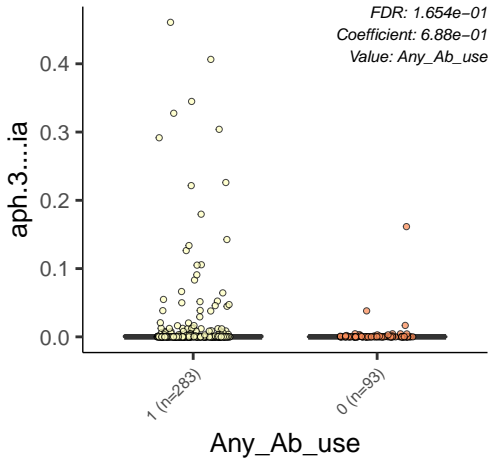 FDR: 1.654e−01
Coefficient: 6.88e−01
Value: Any_Ab_use
aph.3....ia
0.4
0.3
0.2
0.1
0.0
1 (n=283)
0 (n=93)
Any_Ab_use